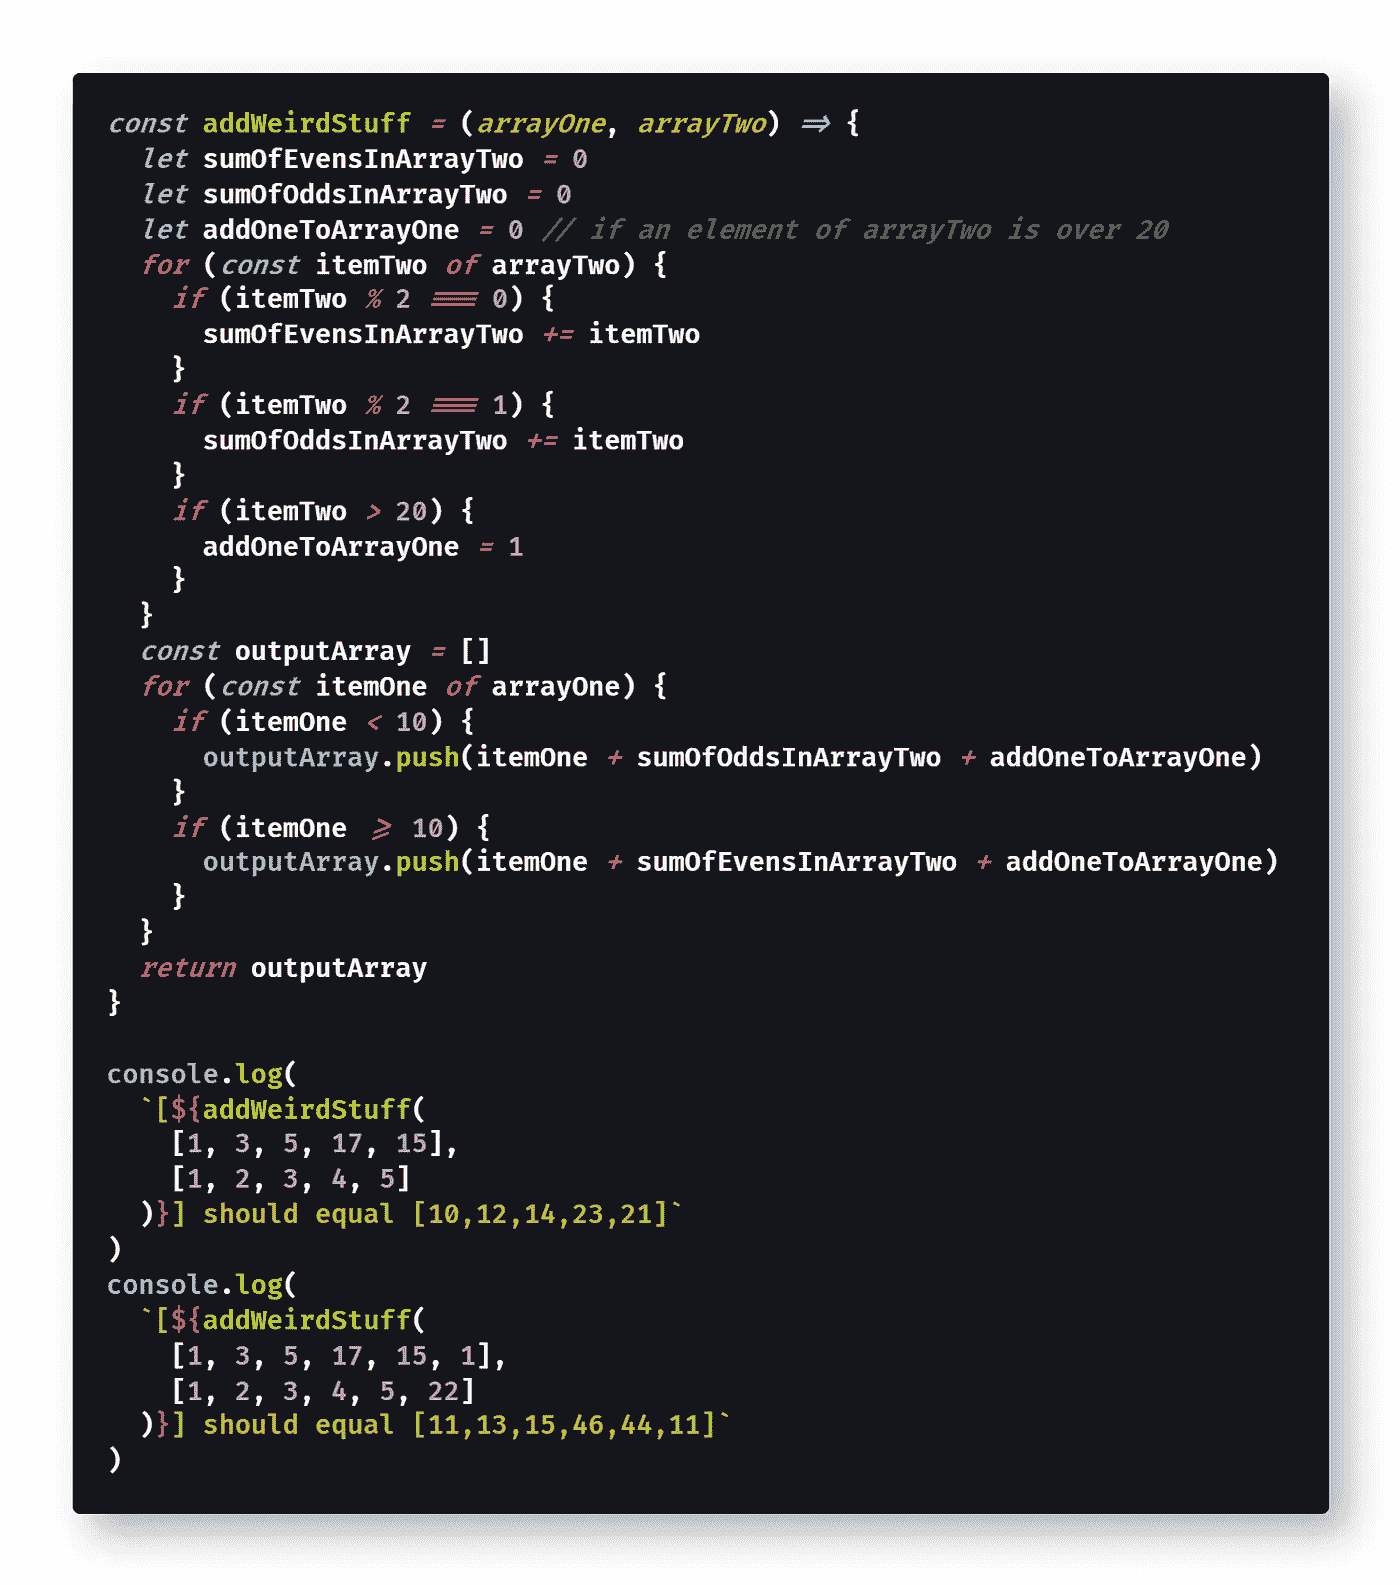 const addWeirdStuff = (arrayOne, arrayTwo) => {
  let sumOfEvensInArrayTwo = 0
  let sumOfOddsInArrayTwo = 0
  let addOneToArrayOne = 0 // if an element of arrayTwo is over 20
  for (const itemTwo of arrayTwo) {
    if (itemTwo % 2 === 0) {
      sumOfEvensInArrayTwo += itemTwo
    }
    if (itemTwo % 2 === 1) {
      sumOfOddsInArrayTwo += itemTwo
    }
    if (itemTwo > 20) {
      addOneToArrayOne = 1
    }
  }
  const outputArray = []
  for (const itemOne of arrayOne) {
    if (itemOne < 10) {
      outputArray.push(itemOne + sumOfOddsInArrayTwo + addOneToArrayOne)
    }
    if (itemOne >= 10) {
      outputArray.push(itemOne + sumOfEvensInArrayTwo + addOneToArrayOne)
    }
  }
  return outputArray
}

console.log(
  `[${addWeirdStuff(
    [1, 3, 5, 17, 15],
    [1, 2, 3, 4, 5]
  )}] should equal [10,12,14,23,21]`
)
console.log(
  `[${addWeirdStuff(
    [1, 3, 5, 17, 15, 1],
    [1, 2, 3, 4, 5, 22]
  )}] should equal [11,13,15,46,44,11]`
)